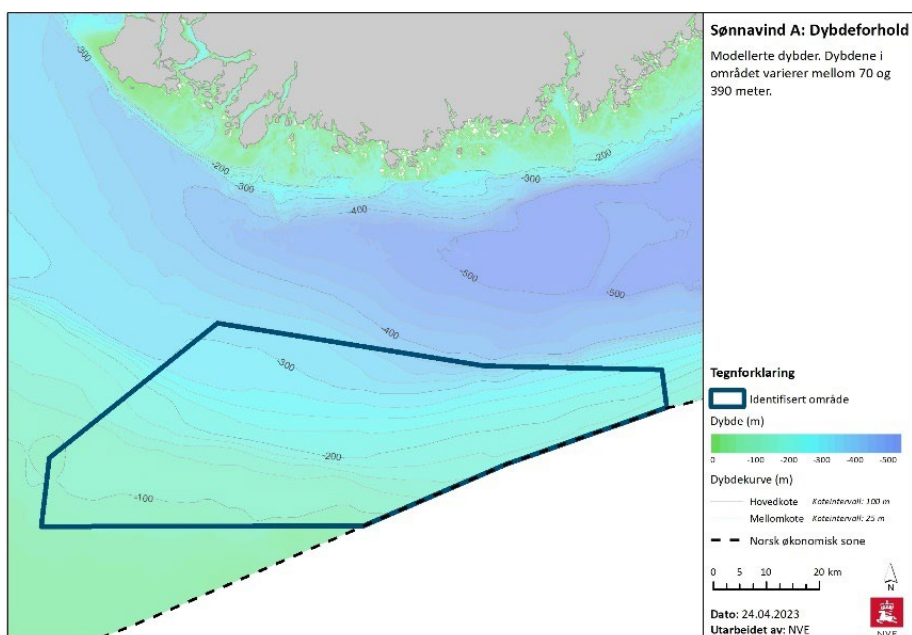 Sønnavind A: Dybdeforhold
Modellerte dybder. Dybdene i
området varierer mellom 70 og
390 meter.
-300
-200
-300
-400
-300
-200
-500
-500
-400
-300
-200
-100
Tegnforklaring
Identifisert område
Dybde (m)
0 -100 -200 -300 -400 -500
Dybdekurve (m)
Hovedkote Koteintervall: 100 m
Mellomkote Koteintervall: 25 m
Norsk økonomisk sone
0 5 10 20 km
N
Dato: 24.04.2023
Utarbeidet av: NVE
NVE